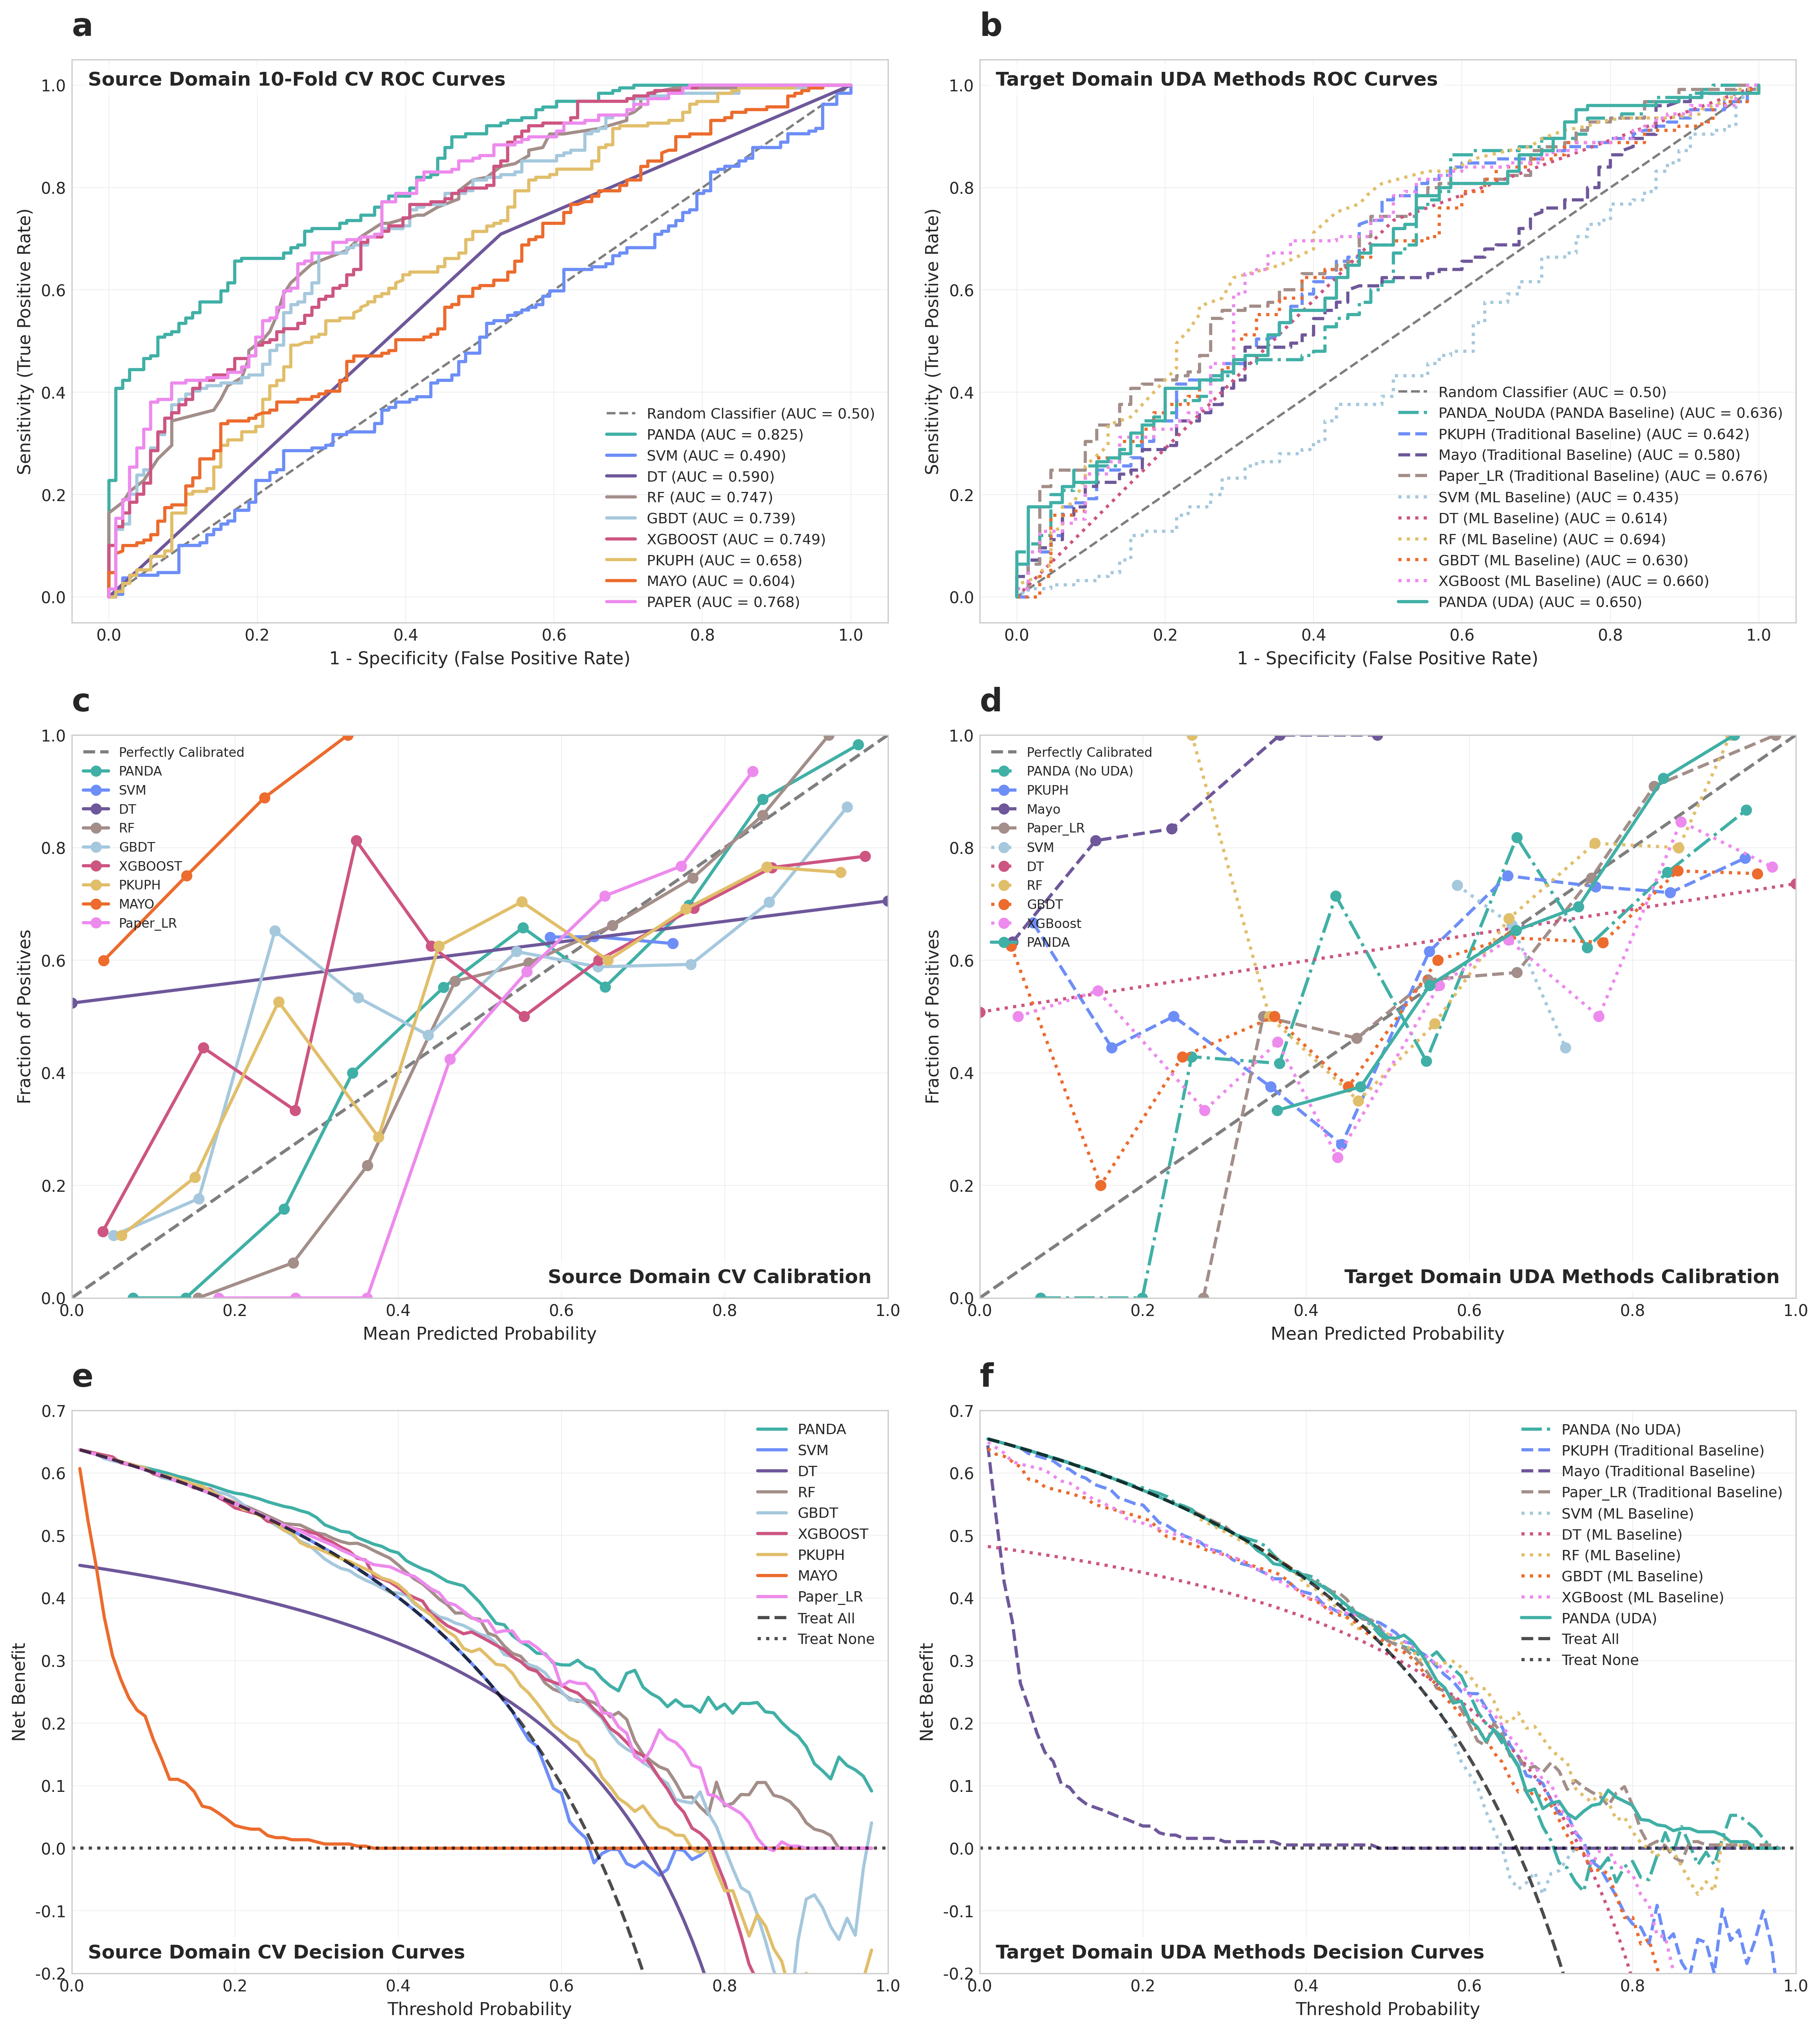 a
Source Domain 10-Fold CV ROC Curves
1.0
0.8
0.6
0.4
0.2
0.0
Sensitivity (True Positive Rate)
Random Classifier (AUC = 0.50)
PANDA (AUC = 0.825)
SVM (AUC = 0.490)
DT (AUC = 0.590)
RF (AUC = 0.747)
GBDT (AUC = 0.739)
XGBOOST (AUC = 0.749)
PKUPH (AUC = 0.658)
MAYO (AUC = 0.604)
PAPER (AUC = 0.768)
0.0 0.2 0.4 0.6 0.8 1.0
1 - Specificity (False Positive Rate)
b
Target Domain UDA Methods ROC Curves
1.0
0.8
0.6
0.4
0.2
0.0
Sensitivity (True Positive Rate)
Random Classifier (AUC = 0.50)
PANDA_NoUDA (PANDA Baseline) (AUC = 0.636)
PKUPH (Traditional Baseline) (AUC = 0.642)
Mayo (Traditional Baseline) (AUC = 0.580)
Paper_LR (Traditional Baseline) (AUC = 0.676)
SVM (ML Baseline) (AUC = 0.435)
DT (ML Baseline) (AUC = 0.614)
RF (ML Baseline) (AUC = 0.694)
GBDT (ML Baseline) (AUC = 0.630)
XGBoost (ML Baseline) (AUC = 0.660)
PANDA (UDA) (AUC = 0.650)
0.0 0.2 0.4 0.6 0.8 1.0
1 - Specificity (False Positive Rate)
c
1.0
0.8
0.6
0.4
0.2
0.0
Fraction of Positives
Perfectly Calibrated
PANDA
SVM
DT
RF
GBDT
XGBOOST
PKUPH
MAYO
Paper_LR
Source Domain CV Calibration
0.0 0.2 0.4 0.6 0.8 1.0
Mean Predicted Probability
d
1.0
0.8
0.6
0.4
0.2
0.0
Fraction of Positives
Perfectly Calibrated
PANDA (No UDA)
PKUPH
Mayo
Paper_LR
SVM
DT
RF
GBDT
XGBoost
PANDA
Target Domain UDA Methods Calibration
0.0 0.2 0.4 0.6 0.8 1.0
Mean Predicted Probability
e
0.7
0.6
0.5
0.4
0.3
0.2
0.1
0.0
-0.1
-0.2
Net Benefit
PANDA
SVM
DT
RF
GBDT
XGBOOST
PKUPH
MAYO
Paper_LR
Treat All
Treat None
Source Domain CV Decision Curves
0.0 0.2 0.4 0.6 0.8 1.0
Threshold Probability
f
0.7
0.6
0.5
0.4
0.3
0.2
0.1
0.0
-0.1
-0.2
Net Benefit
PANDA (No UDA)
PKUPH (Traditional Baseline)
Mayo (Traditional Baseline)
Paper_LR (Traditional Baseline)
SVM (ML Baseline)
DT (ML Baseline)
RF (ML Baseline)
GBDT (ML Baseline)
XGBoost (ML Baseline)
PANDA (UDA)
Treat All
Treat None
Target Domain UDA Methods Decision Curves
0.0 0.2 0.4 0.6 0.8 1.0
Threshold Probability